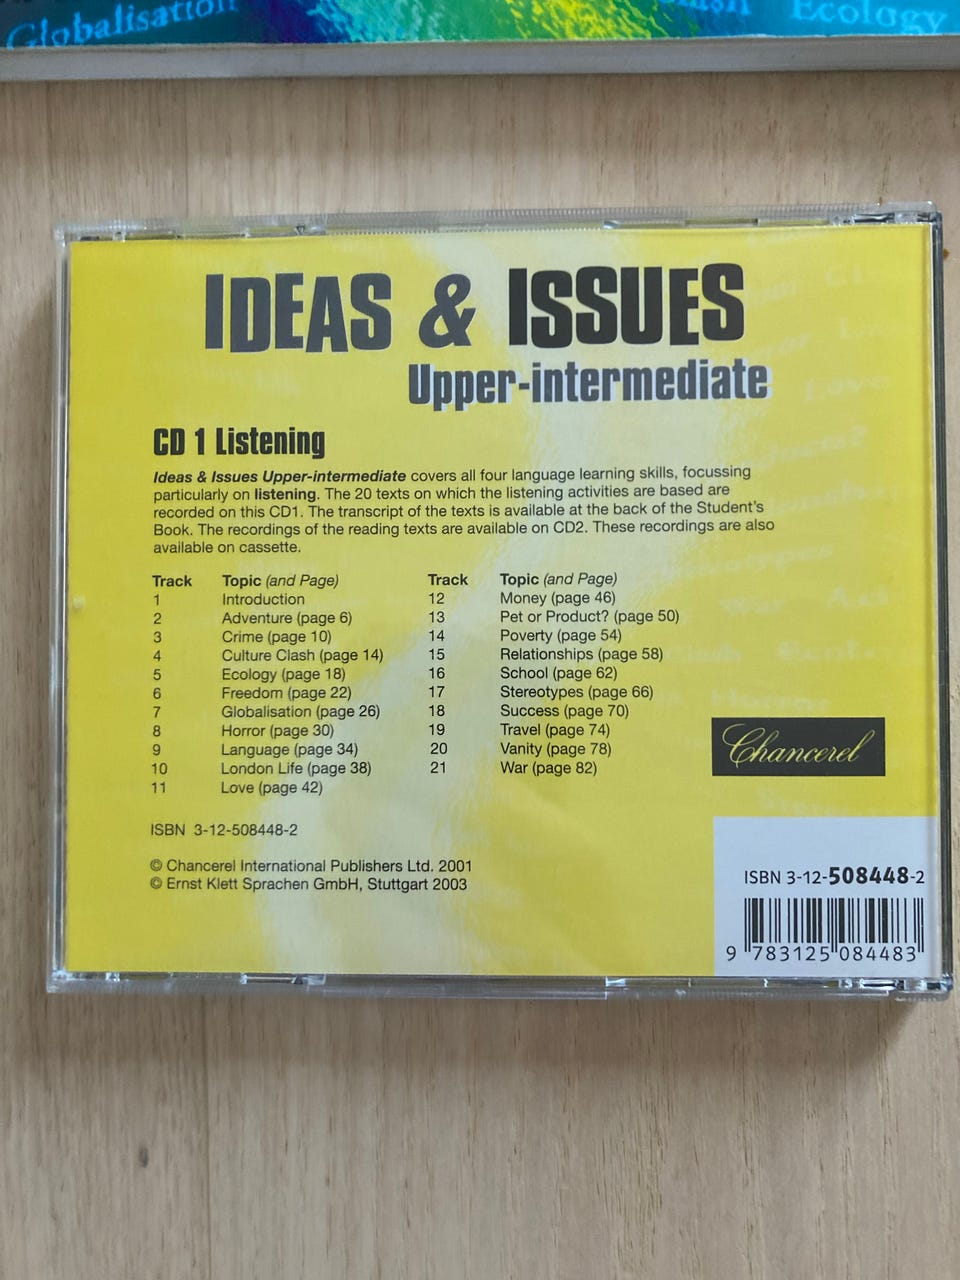 Globalisation
Ecology
IDEAS & ISSUES
Upper-intermediate
CD 1 Listening
Ideas & Issues Upper-intermediate covers all four language learning skills, focussing
particularly on listening. The 20 texts on which the listening activities are based are
recorded on this CD1. The transcript of the texts is available at the back of the Student's
Book. The recordings of the reading texts are available on CD2. These recordings are also
available on cassette.
Track Topic (and Page)
1 Introduction
2 Adventure (page 6)
3 Crime (page 10)
4 Culture Clash (page 14)
5 Ecology (page 18)
6 Freedom (page 22)
7 Globalisation (page 26)
8 Horror (page 30)
9 Language (page 34)
10 London Life (page 38)
11 Love (page 42)
Track Topic (and Page)
12 Money (page 46)
13 Pet or Product? (page 50)
14 Poverty (page 54)
15 Relationships (page 58)
16 School (page 62)
17 Stereotypes (page 66)
18 Success (page 70)
19 Travel (page 74)
20 Vanity (page 78)
21 War (page 82)
Chancerel
ISBN 3-12-508448-2
© Chancerel International Publishers Ltd. 2001
© Ernst Klett Sprachen GmbH, Stuttgart 2003
ISBN 3-12-508448-2
9 783125 084483